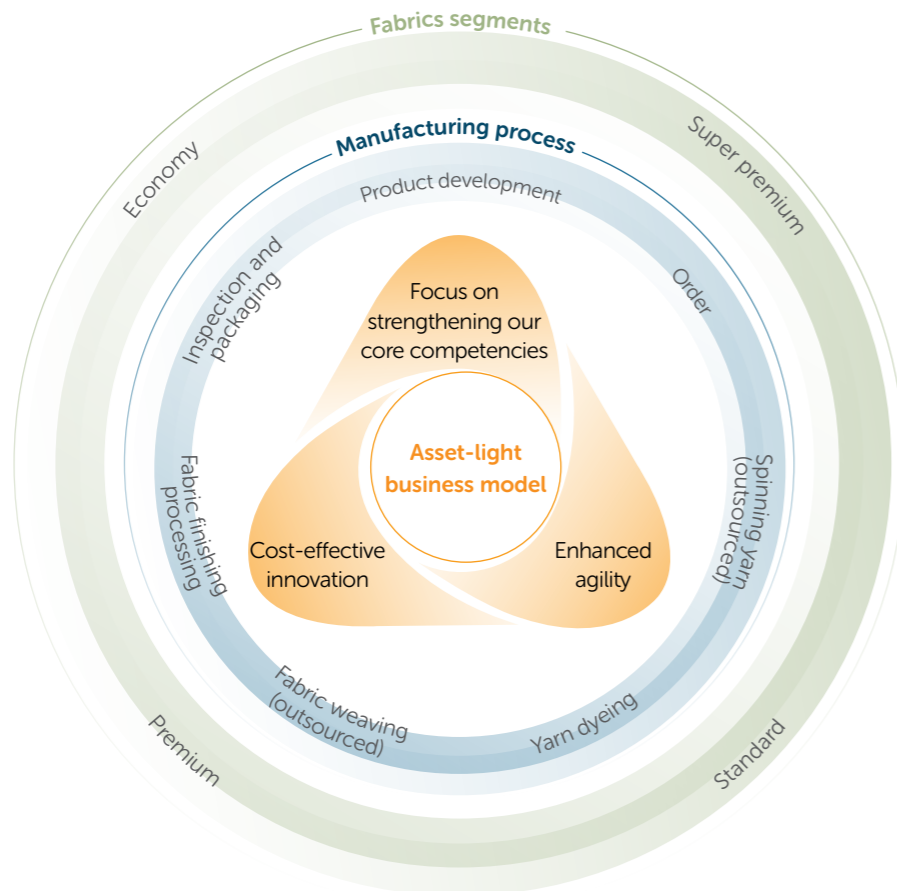 Fabrics segments
Super premium
Standard
Premium
Economy
Manufacturing process
Product development
Order
Spinning yarn
(outsourced)
Yarn dyeing
Fabric weaving
(outsourced)
Fabric finishing
processing
Inspection and
packaging
Focus on
strengthening our
core competencies
Enhanced
agility
Cost-effective
innovation
Asset-light
business model